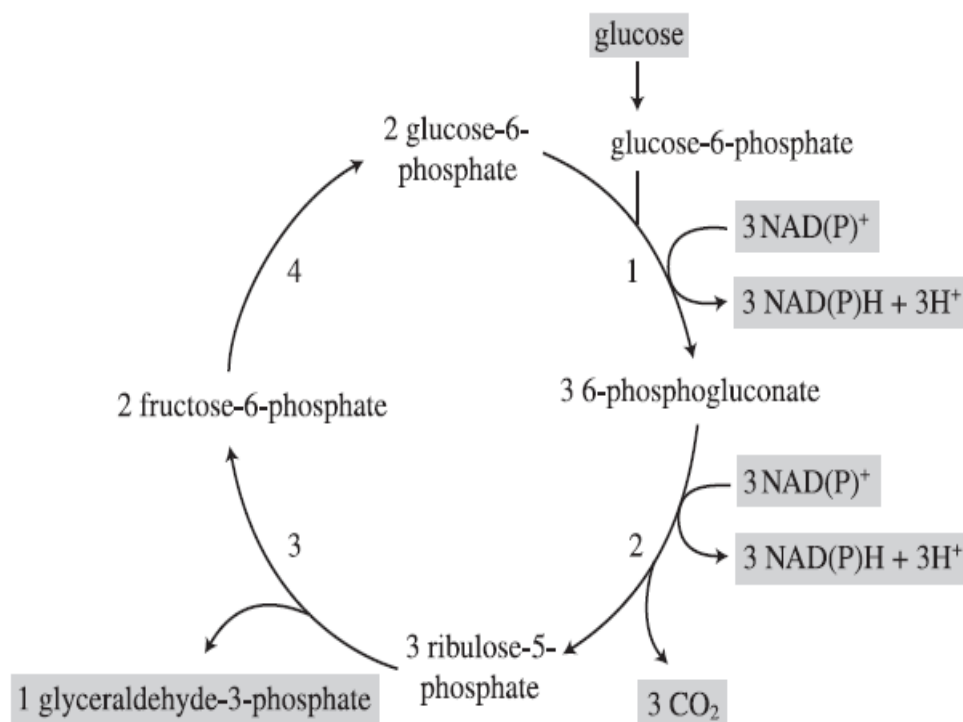 glucose
2 glucose-6-
phosphate
glucose-6-phosphate
3 NAD(P)⁺
4
1
3 NAD(P)H + 3H⁺
2 fructose-6-phosphate
3 6-phosphogluconate
3 NAD(P)⁺
3
2
3 NAD(P)H + 3H⁺
3 ribulose-5-
phosphate
1 glyceraldehyde-3-phosphate
3 CO₂